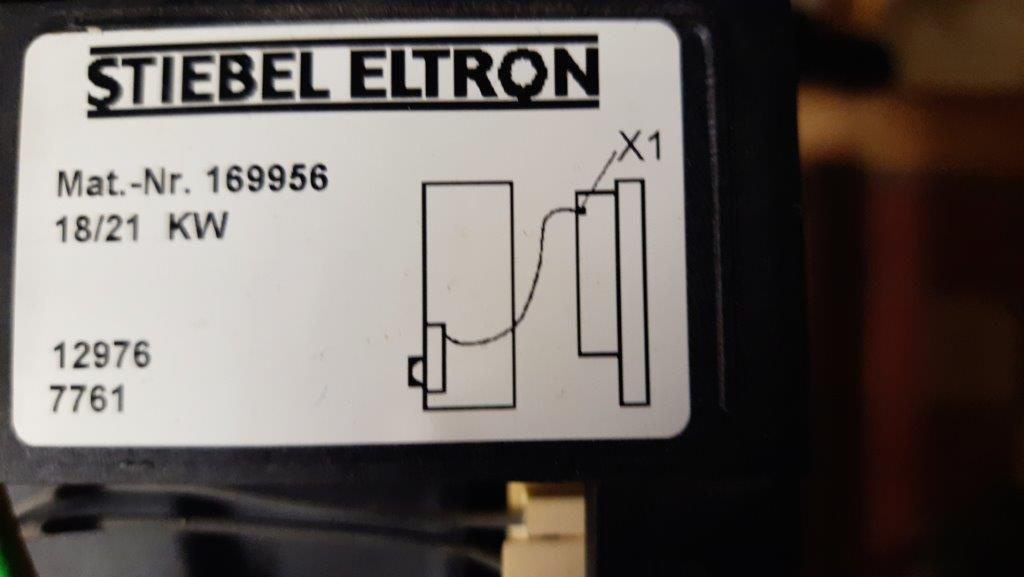 STIEBEL ELTRON
X1
Mat.-Nr. 169956
18/21 KW
12976
7761